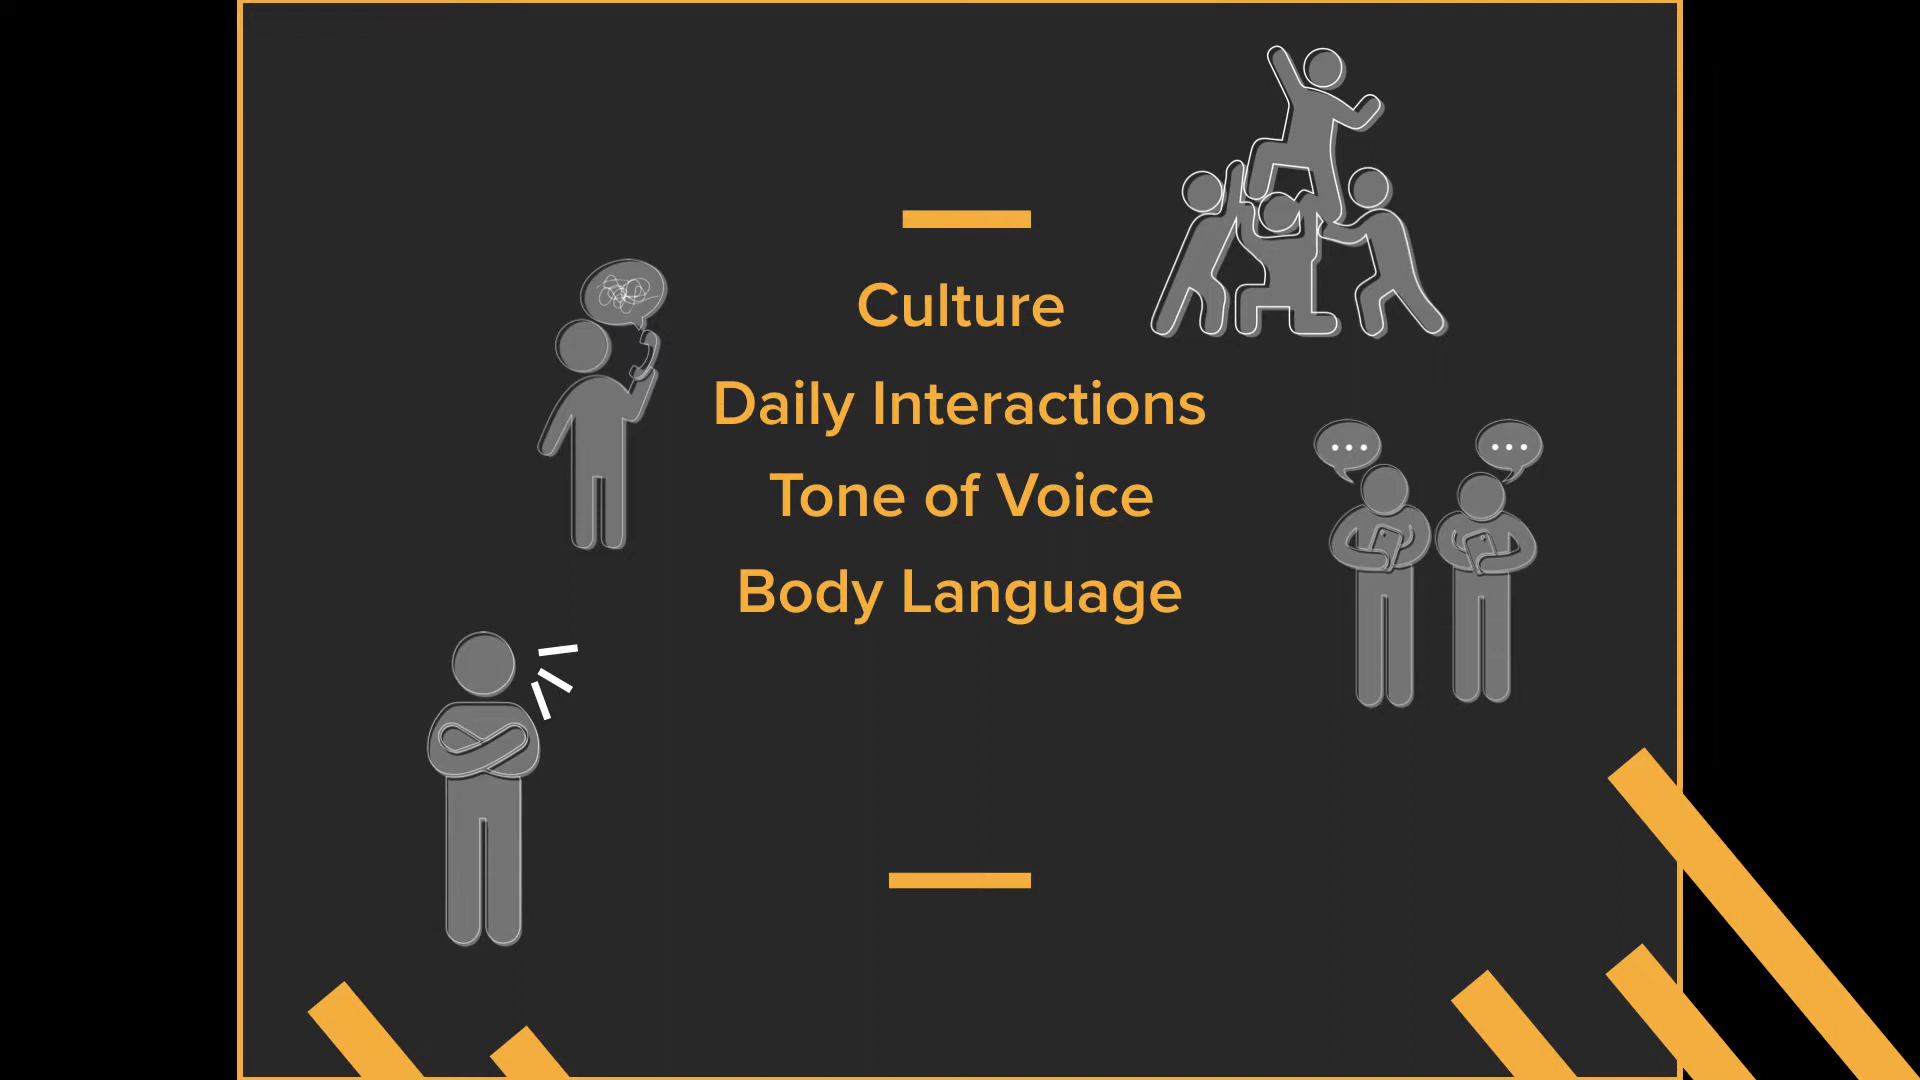 Culture
Daily Interactions
Tone of Voice
Body Language